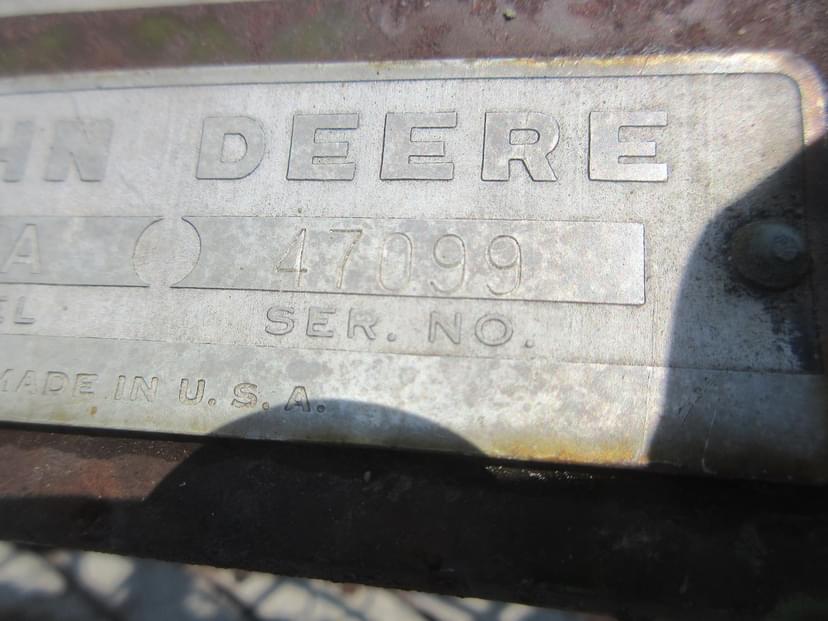 HN DEERE
A 47099
EL SER. NO.
MADE IN U. S. A.